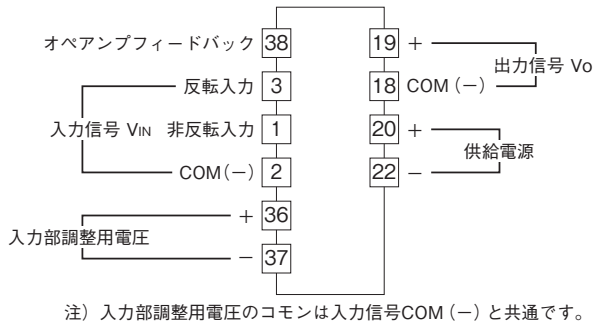 オペアンプフィードバック 38
反転入力 3
入力信号 VIN 非反転入力 1
COM(-) 2
+ 36
入力部調整用電圧
- 37
19 +
出力信号 Vo
18 COM(-)
20 +
供給電源
22 -
注) 入力部調整用電圧のコモンは入力信号COM(-)と共通です。